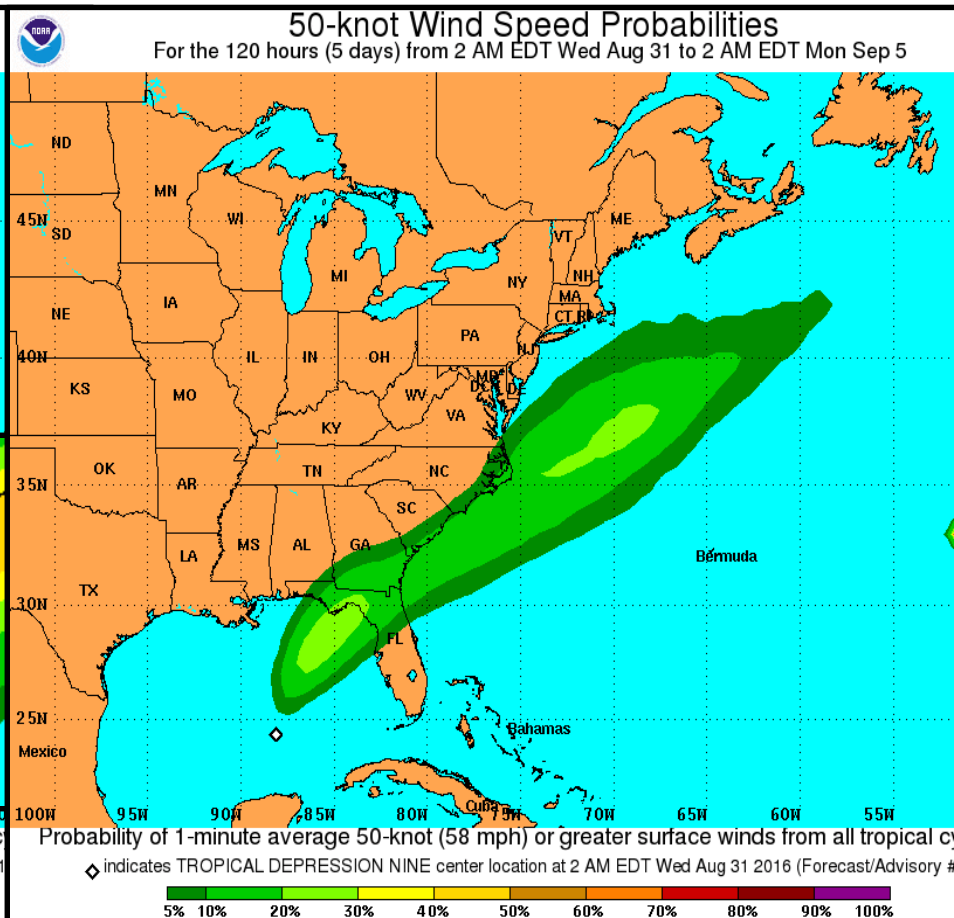 NOAA
50-knot Wind Speed Probabilities
For the 120 hours (5 days) from 2 AM EDT Wed Aug 31 to 2 AM EDT Mon Sep 5
ND
MN
WI
ME
45N
SD
VT
MI
NH
NY
MA
NE
IA
CT RI
PA
NJ
40N
IL
IN
OH
MD
DC
DE
KS
MO
WV
VA
KY
OK
TN
NC
AR
35N
SC
MS
AL
GA
LA
Bermuda
TX
30N
FL
25N
Bahamas
Mexico
Cuba
100W 95W 90W 85W 80W 75W 70W 65W 60W 55W
Probability of 1-minute average 50-knot (58 mph) or greater surface winds from all tropical cy
indicates TROPICAL DEPRESSION NINE center location at 2 AM EDT Wed Aug 31 2016 (Forecast/Advisory #
5% 10% 20% 30% 40% 50% 60% 70% 80% 90% 100%